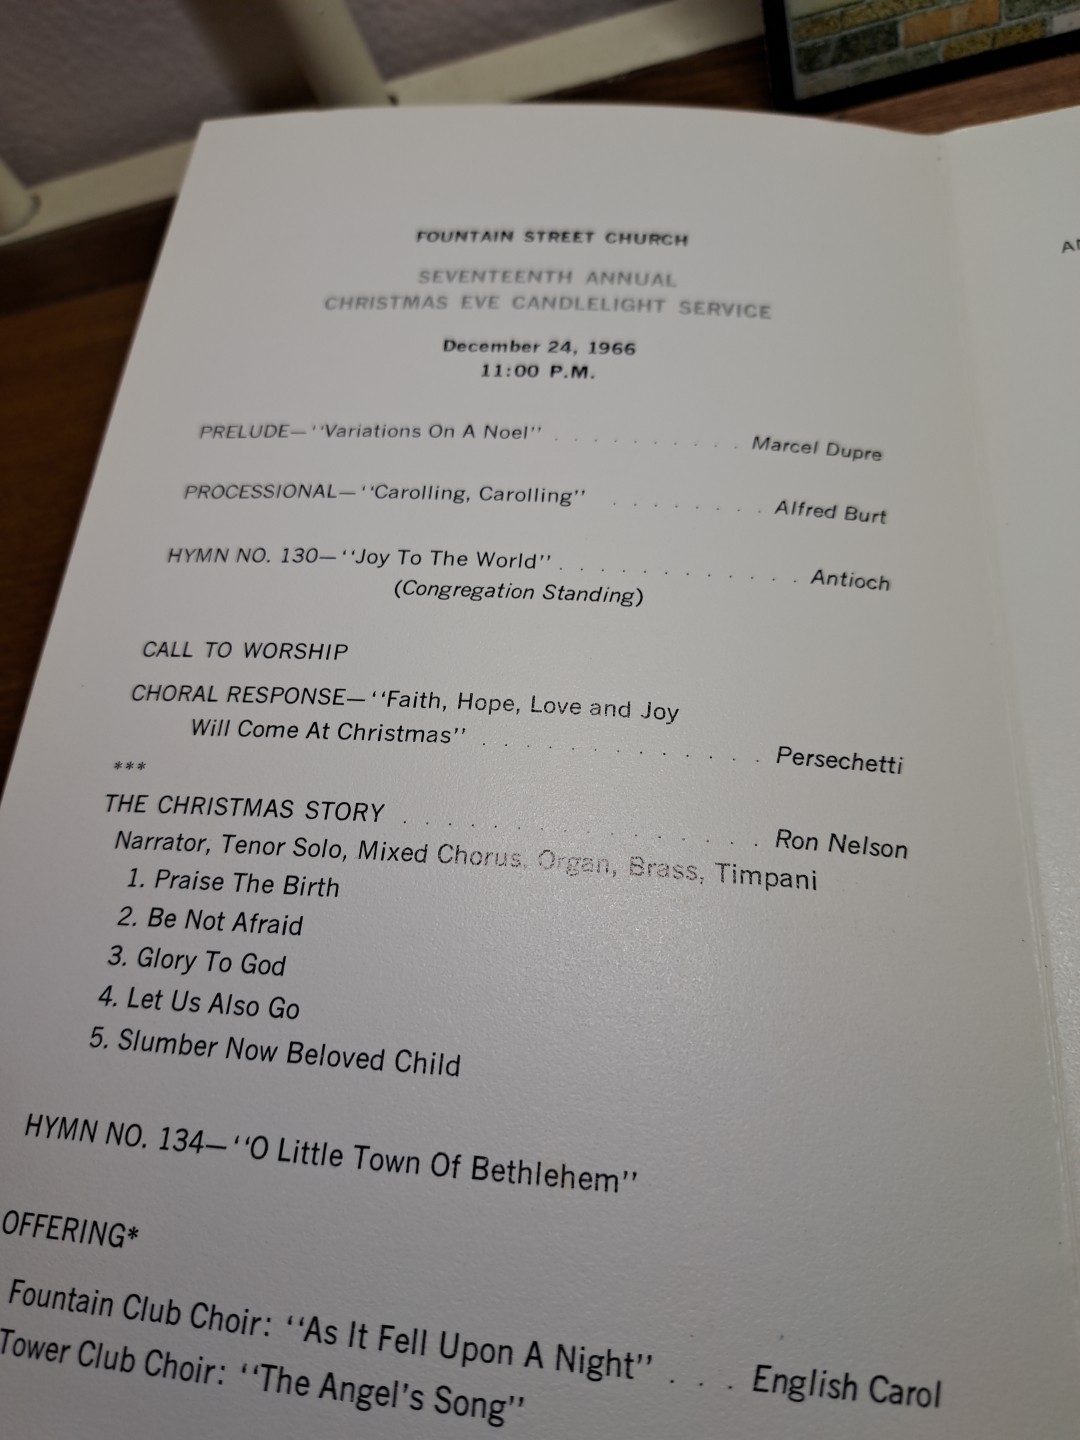 FOUNTAIN STREET CHURCH
SEVENTEENTH ANNUAL
CHRISTMAS EVE CANDLELIGHT SERVICE
December 24, 1966
11:00 P.M.
PRELUDE—''Variations On A Noel'' . . . . . . . . . . Marcel Dupre
PROCESSIONAL—''Carolling, Carolling'' . . . . . . Alfred Burt
HYMN NO. 130—''Joy To The World'' . . . . . . . . . . . . Antioch
(Congregation Standing)
CALL TO WORSHIP
CHORAL RESPONSE—''Faith, Hope, Love and Joy
Will Come At Christmas'' . . . . . . . . . . Persechetti
***
THE CHRISTMAS STORY . . . . . . . . . . . . Ron Nelson
Narrator, Tenor Solo, Mixed Chorus, Organ, Brass, Timpani
1. Praise The Birth
2. Be Not Afraid
3. Glory To God
4. Let Us Also Go
5. Slumber Now Beloved Child
HYMN NO. 134—''O Little Town Of Bethlehem''
OFFERING*
Fountain Club Choir: ''As It Fell Upon A Night'' . . . English Carol
Tower Club Choir: ''The Angel's Song''